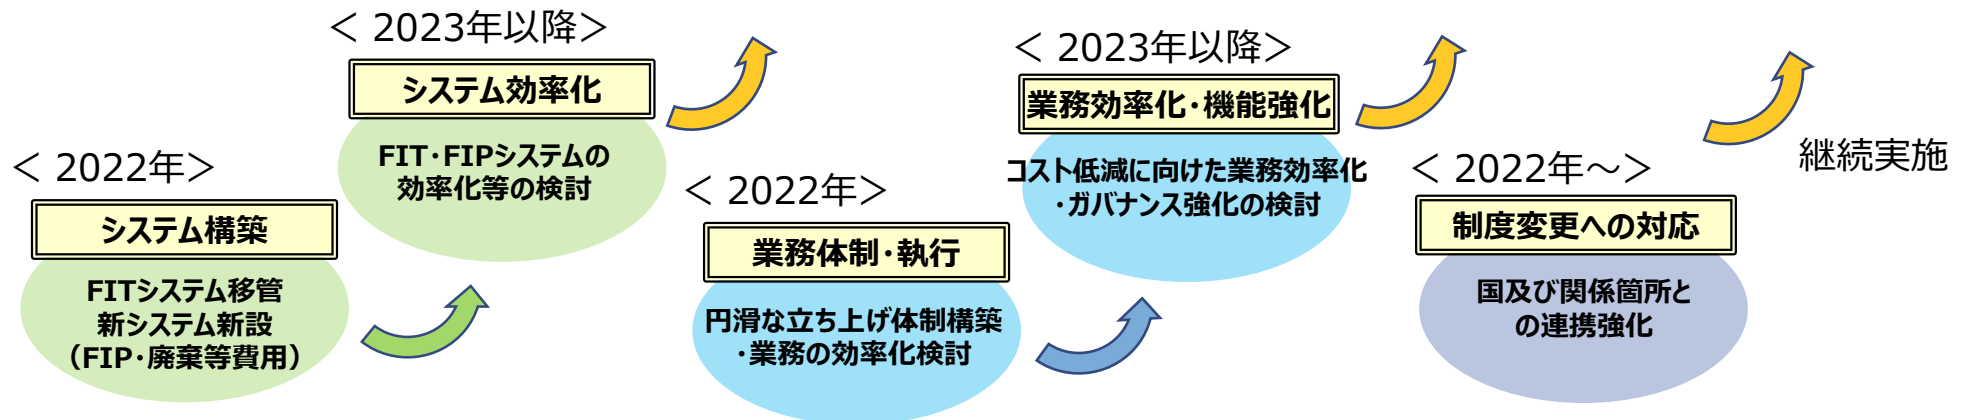 ＜ 2022年＞
システム構築
FITシステム移管
新システム新設
（FIP・廃棄等費用）
＜ 2023年以降＞
システム効率化
FIT・FIPシステムの
効率化等の検討
＜ 2022年＞
業務体制・執行
円滑な立ち上げ体制構築
・業務の効率化検討
＜ 2023年以降＞
業務効率化・機能強化
コスト低減に向けた業務効率化
・ガバナンス強化の検討
＜ 2022年～＞
制度変更への対応
国及び関係箇所と
の連携強化
継続実施